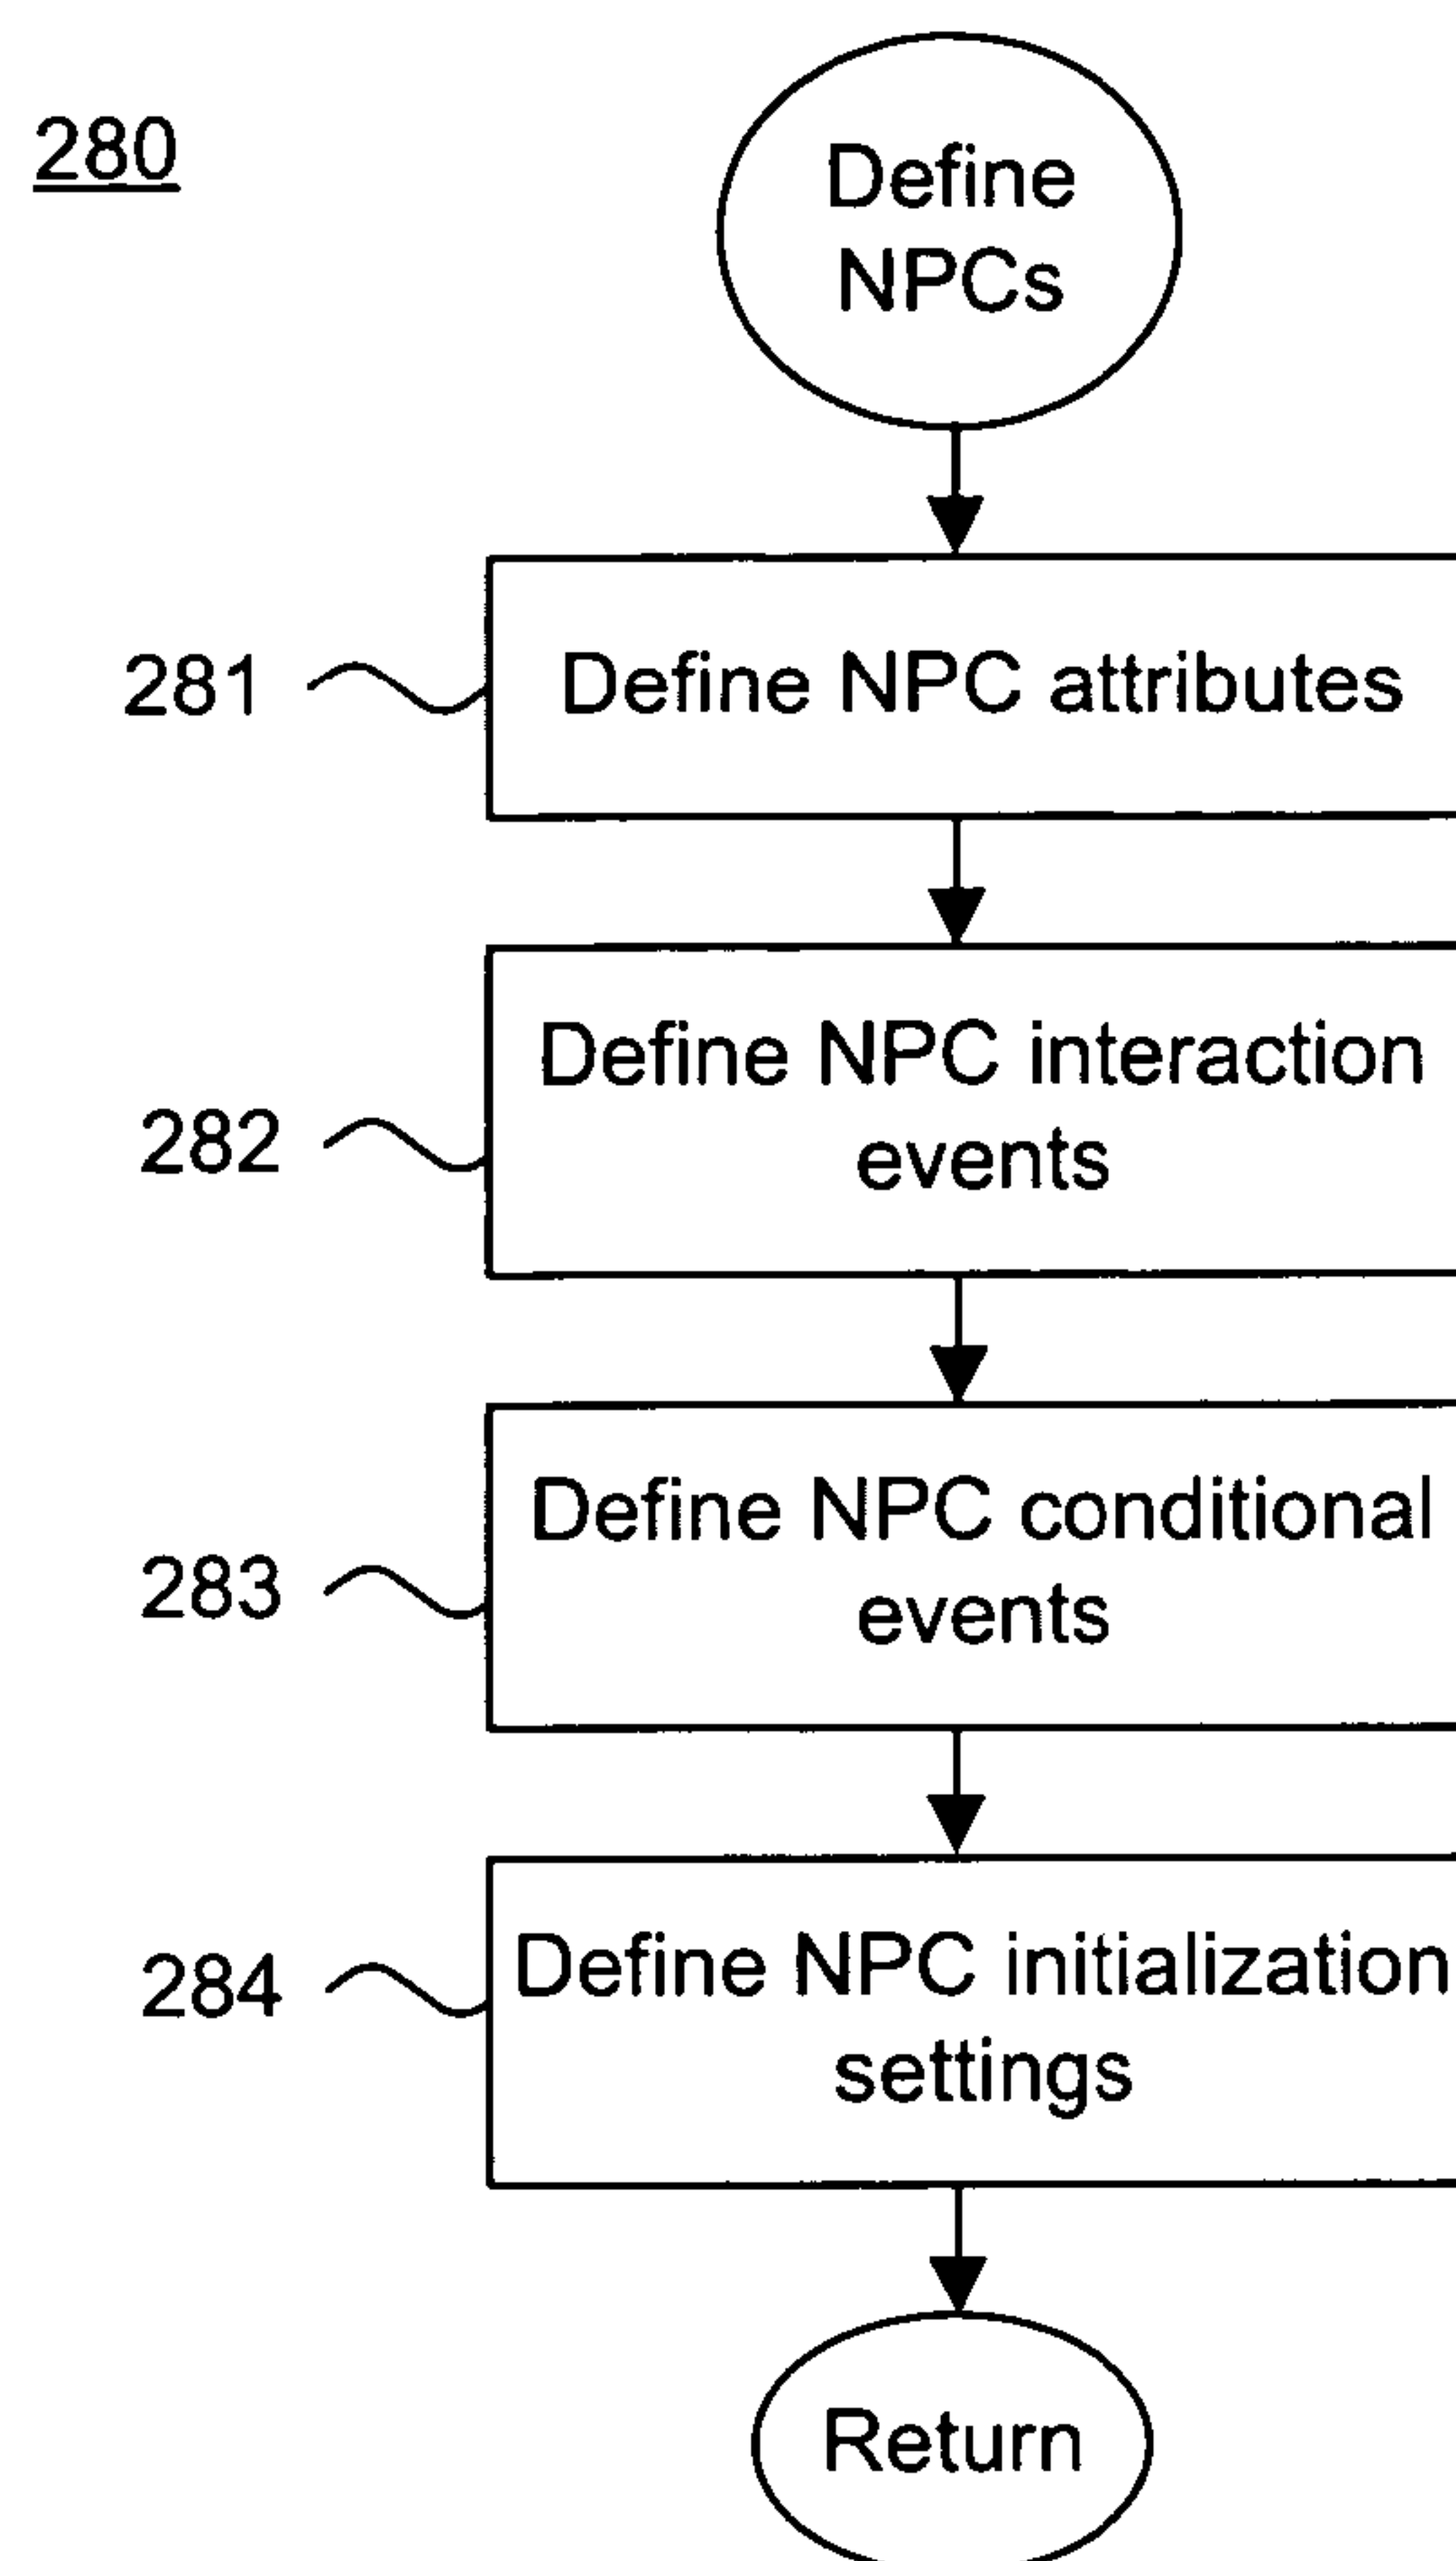 280
Define
NPCs
281
Define NPC attributes
282
Define NPC interaction
events
283
Define NPC conditional
events
284
Define NPC initialization
settings
Return